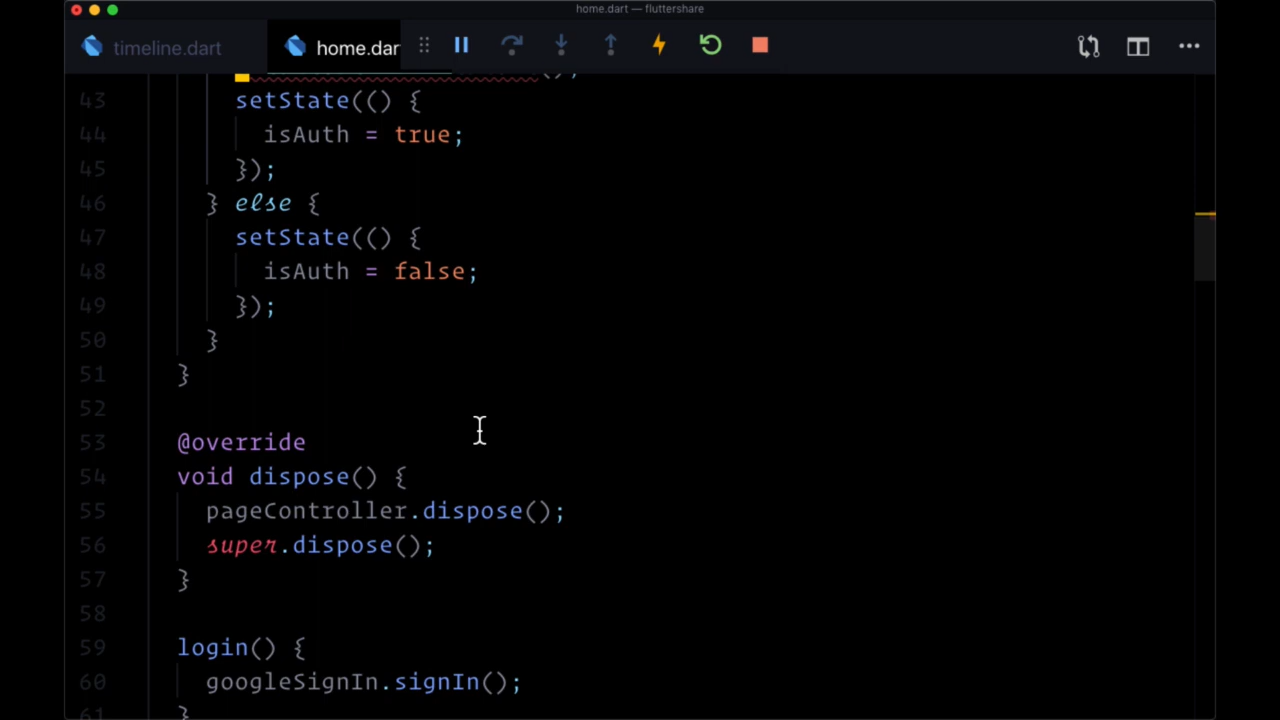 home.dart — fluttershare
timeline.dart
home.dar
();
43 setState(() {
44 isAuth = true;
45 });
46 } else {
47 setState(() {
48 isAuth = false;
49 });
50 }
51 }
52
53 @override
54 void dispose() {
55 pageController.dispose();
56 super.dispose();
57 }
58
59 login() {
60 googleSignIn.signIn();
61 }